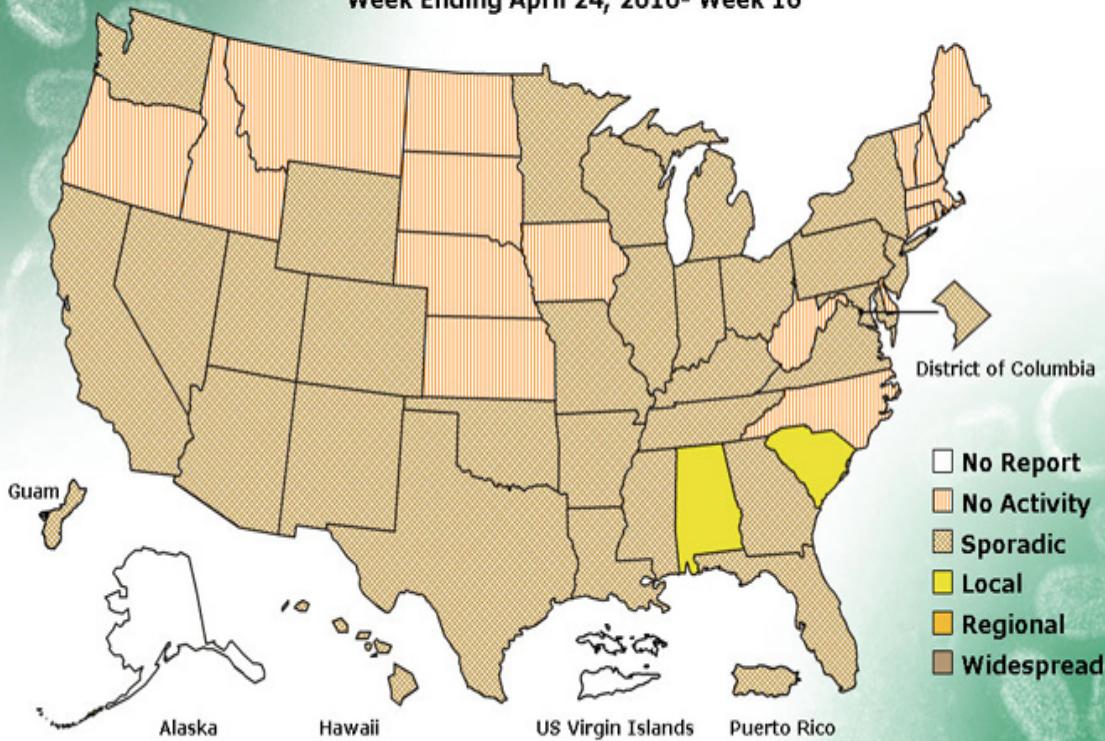 Week Ending April 24, 2010- Week 16
District of Columbia
No Report
No Activity
Sporadic
Local
Regional
Widespread
Guam
Alaska
Hawaii
US Virgin Islands
Puerto Rico